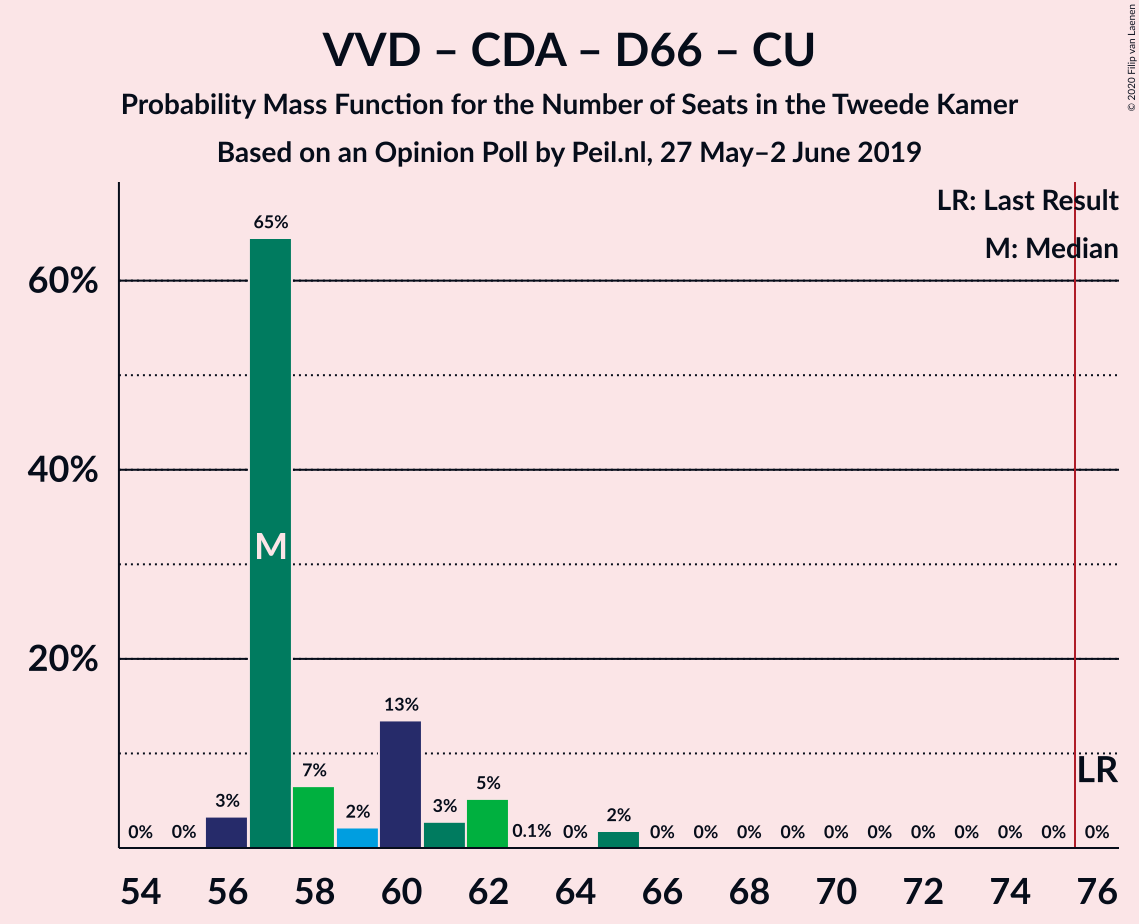 VVD – CDA – D66 – CU
Probability Mass Function for the Number of Seats in the Tweede Kamer
Based on an Opinion Poll by Peil.nl, 27 May–2 June 2019
© 2020 Filip van Laenen
LR: Last Result
M: Median
60%
40%
20%
0% 0% 3% 65% 7% 2% 13% 3% 5% 0.1% 0% 2% 0% 0% 0% 0% 0% 0% 0% 0% 0% 0% 0%
M
LR
54 56 58 60 62 64 66 68 70 72 74 76